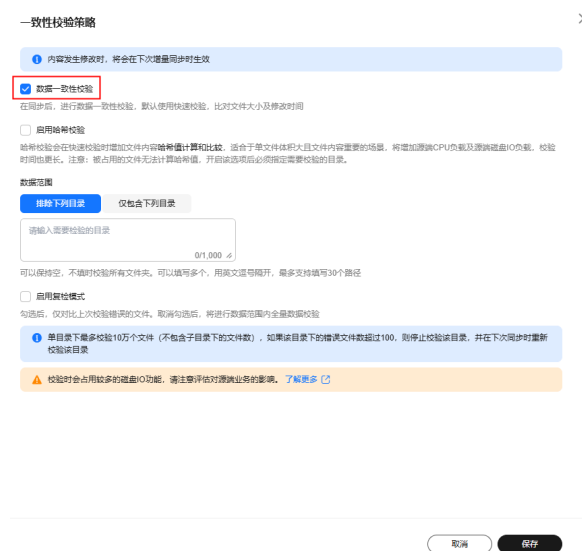 一致性校验策略
内容发生修改时，将会在下次增量同步时生效
数据一致性校验
在同步后，进行数据一致性校验，默认使用快速校验，比对文件大小及修改时间
启用哈希校验
哈希校验会在快速校验时增加文件内容哈希值计算和比较，适合于单文件体积大且文件内容重要的场景，将增加源端CPU负载及源端磁盘IO负载，校验
时间也更长。注意：被占用的文件无法计算哈希值，开启该选项后必须指定需要校验的目录。
数据范围
排除下列目录 仅包含下列目录
请输入需要检验的目录
0/1,000
可以保持空，不填时校验所有文件夹。可以填写多个，用英文逗号隔开，最多支持填写30个路径
启用复检模式
勾选后，仅对比上次校验错误的文件。取消勾选后，将进行数据范围内全量数据校验
单目录下最多校验10万个文件（不包含子目录下的文件数），如果该目录下的错误文件数超过100，则停止校验该目录，并在下次同步时重新
校验该目录
校验时会占用较多的磁盘IO功能，请注意评估对源端业务的影响。 了解更多
取消 保存